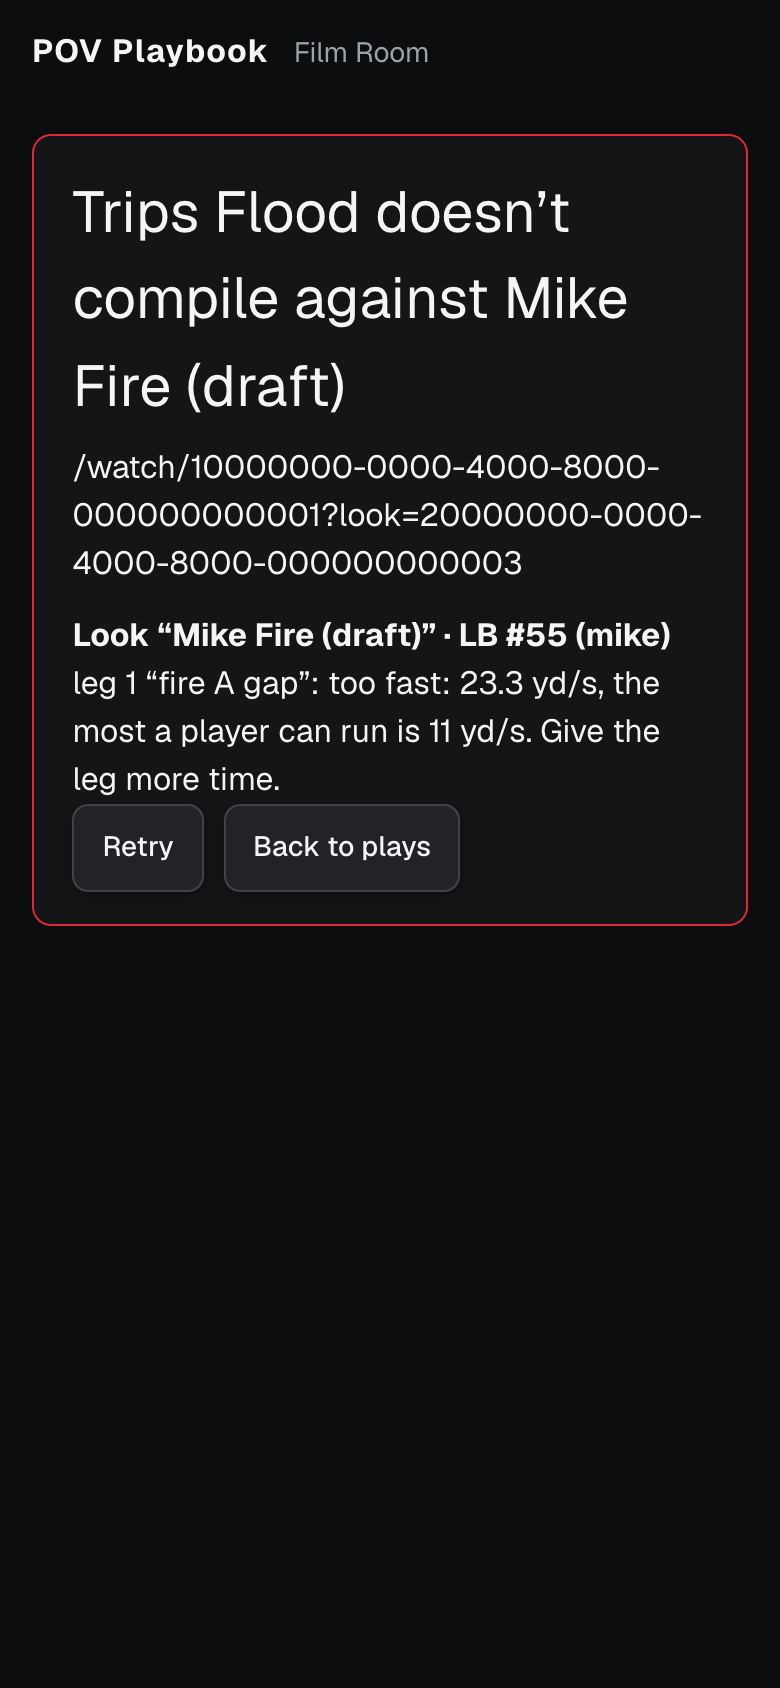 POV Playbook Film Room
Trips Flood doesn’t
compile against Mike
Fire (draft)
/watch/10000000-0000-4000-8000-
000000000001?look=20000000-0000-
4000-8000-000000000003
Look “Mike Fire (draft)” · LB #55 (mike)
leg 1 “fire A gap”: too fast: 23.3 yd/s, the
most a player can run is 11 yd/s. Give the
leg more time.
Retry Back to plays